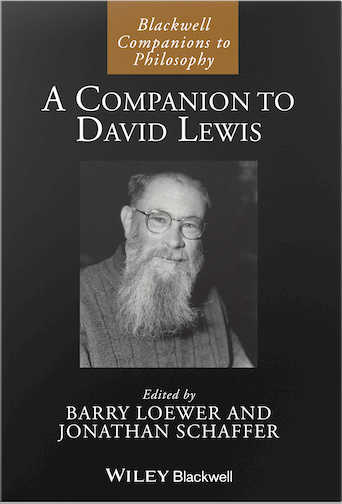 Blackwell
Companions to
Philosophy
A COMPANION TO
DAVID LEWIS
Edited by
BARRY LOEWER AND
JONATHAN SCHAFFER
WILEY Blackwell